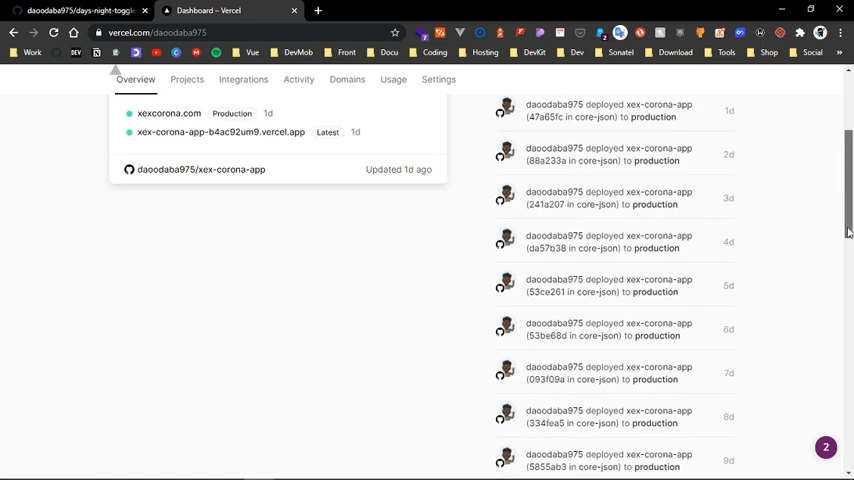 daoodaba975/days-night-toggle
Dashboard – Vercel
vercel.com/daoodaba975
Work
DEV
Vue
DevMob
Front
Docu
Coding
Hosting
DevKit
Dev
Sonatel
Download
Tools
Shop
Social
Overview
Projects
Integrations
Activity
Domains
Usage
Settings
xexcorona.com
Production
1d
xex-corona-app-b4ac92um9.vercel.app
Latest
1d
daoodaba975/xex-corona-app
Updated 1d ago
daoodaba975 deployed xex-corona-app
(47a65fc in core-json) to production
1d
daoodaba975 deployed xex-corona-app
(88a233a in core-json) to production
2d
daoodaba975 deployed xex-corona-app
(241a207 in core-json) to production
3d
daoodaba975 deployed xex-corona-app
(da57b38 in core-json) to production
4d
daoodaba975 deployed xex-corona-app
(53ce261 in core-json) to production
5d
daoodaba975 deployed xex-corona-app
(53be68d in core-json) to production
6d
daoodaba975 deployed xex-corona-app
(093f09a in core-json) to production
7d
daoodaba975 deployed xex-corona-app
(334fea5 in core-json) to production
8d
daoodaba975 deployed xex-corona-app
(5855ab3 in core-json) to production
9d
2